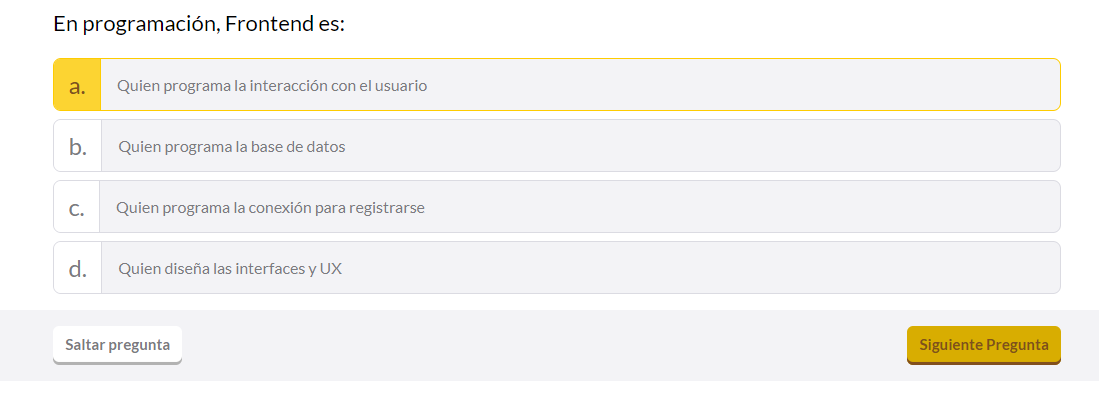 En programación, Frontend es:
a. Quien programa la interacción con el usuario
b. Quien programa la base de datos
c. Quien programa la conexión para registrarse
d. Quien diseña las interfaces y UX
Saltar pregunta Siguiente Pregunta